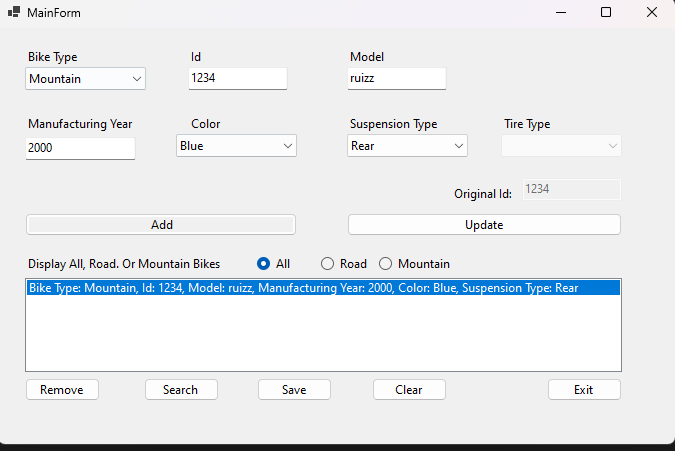 MainForm
Bike Type Id Model
Mountain 1234 ruizz
Manufacturing Year Color Suspension Type Tire Type
2000 Blue Rear
Original Id: 1234
Add Update
Display All, Road. Or Mountain Bikes All Road Mountain
Bike Type: Mountain, Id: 1234, Model: ruizz, Manufacturing Year: 2000, Color: Blue, Suspension Type: Rear
Remove Search Save Clear Exit